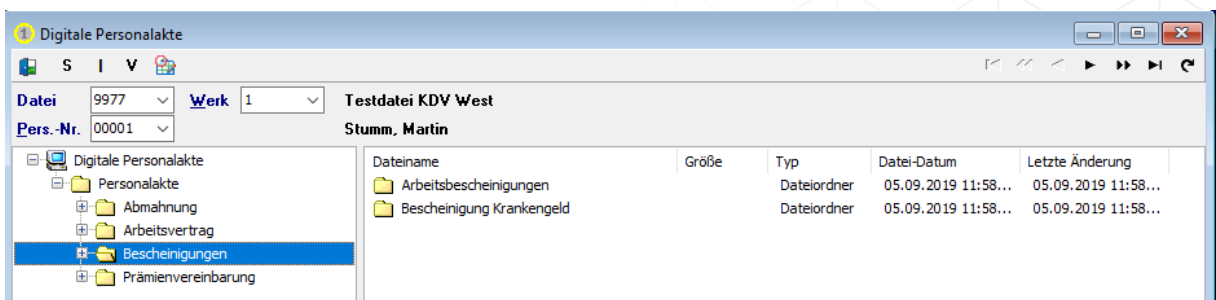 1 Digitale Personalakte
S I V
Datei 9977 Werk 1 Testdatei KDV West
Pers.-Nr. 00001 Stumm, Martin
Digitale Personalakte
Personalakte
Abmahnung
Arbeitsvertrag
Bescheinigungen
Prämienvereinbarung
Dateiname Größe Typ Datei-Datum Letzte Änderung
Arbeitsbescheinigungen Dateiordner 05.09.2019 11:58... 05.09.2019 11:58...
Bescheinigung Krankengeld Dateiordner 05.09.2019 11:58... 05.09.2019 11:58...